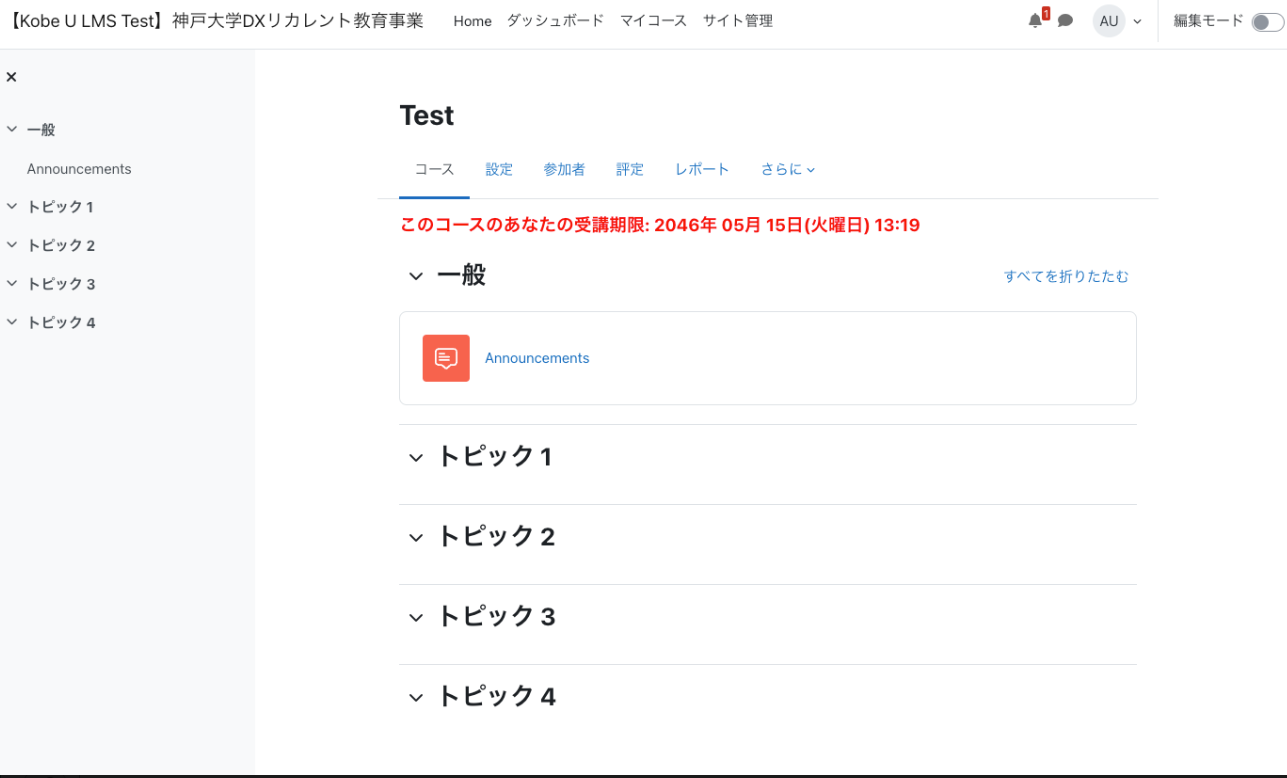 【Kobe U LMS Test】神戸大学DXリカレント教育事業 Home ダッシュボード マイコース サイト管理 1 AU 編集モード
一般
Announcements
トピック 1
トピック 2
トピック 3
トピック 4
Test
コース 設定 参加者 評定 レポート さらに
このコースのあなたの受講期限: 2046年 05月 15日(火曜日) 13:19
一般 すべてを折りたたむ
Announcements
トピック 1
トピック 2
トピック 3
トピック 4